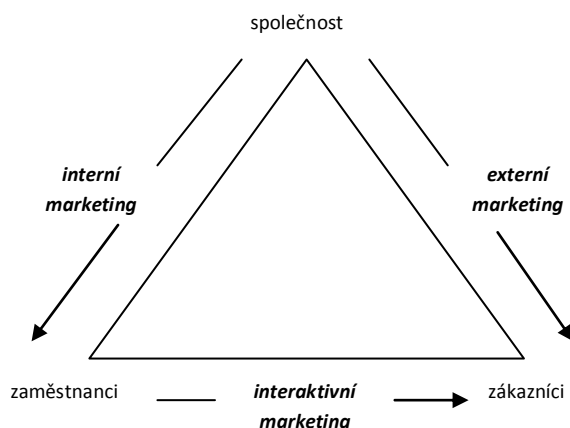 společnost
interní
marketing
externí
marketing
zaměstnanci
interaktivní
marketing
zákazníci